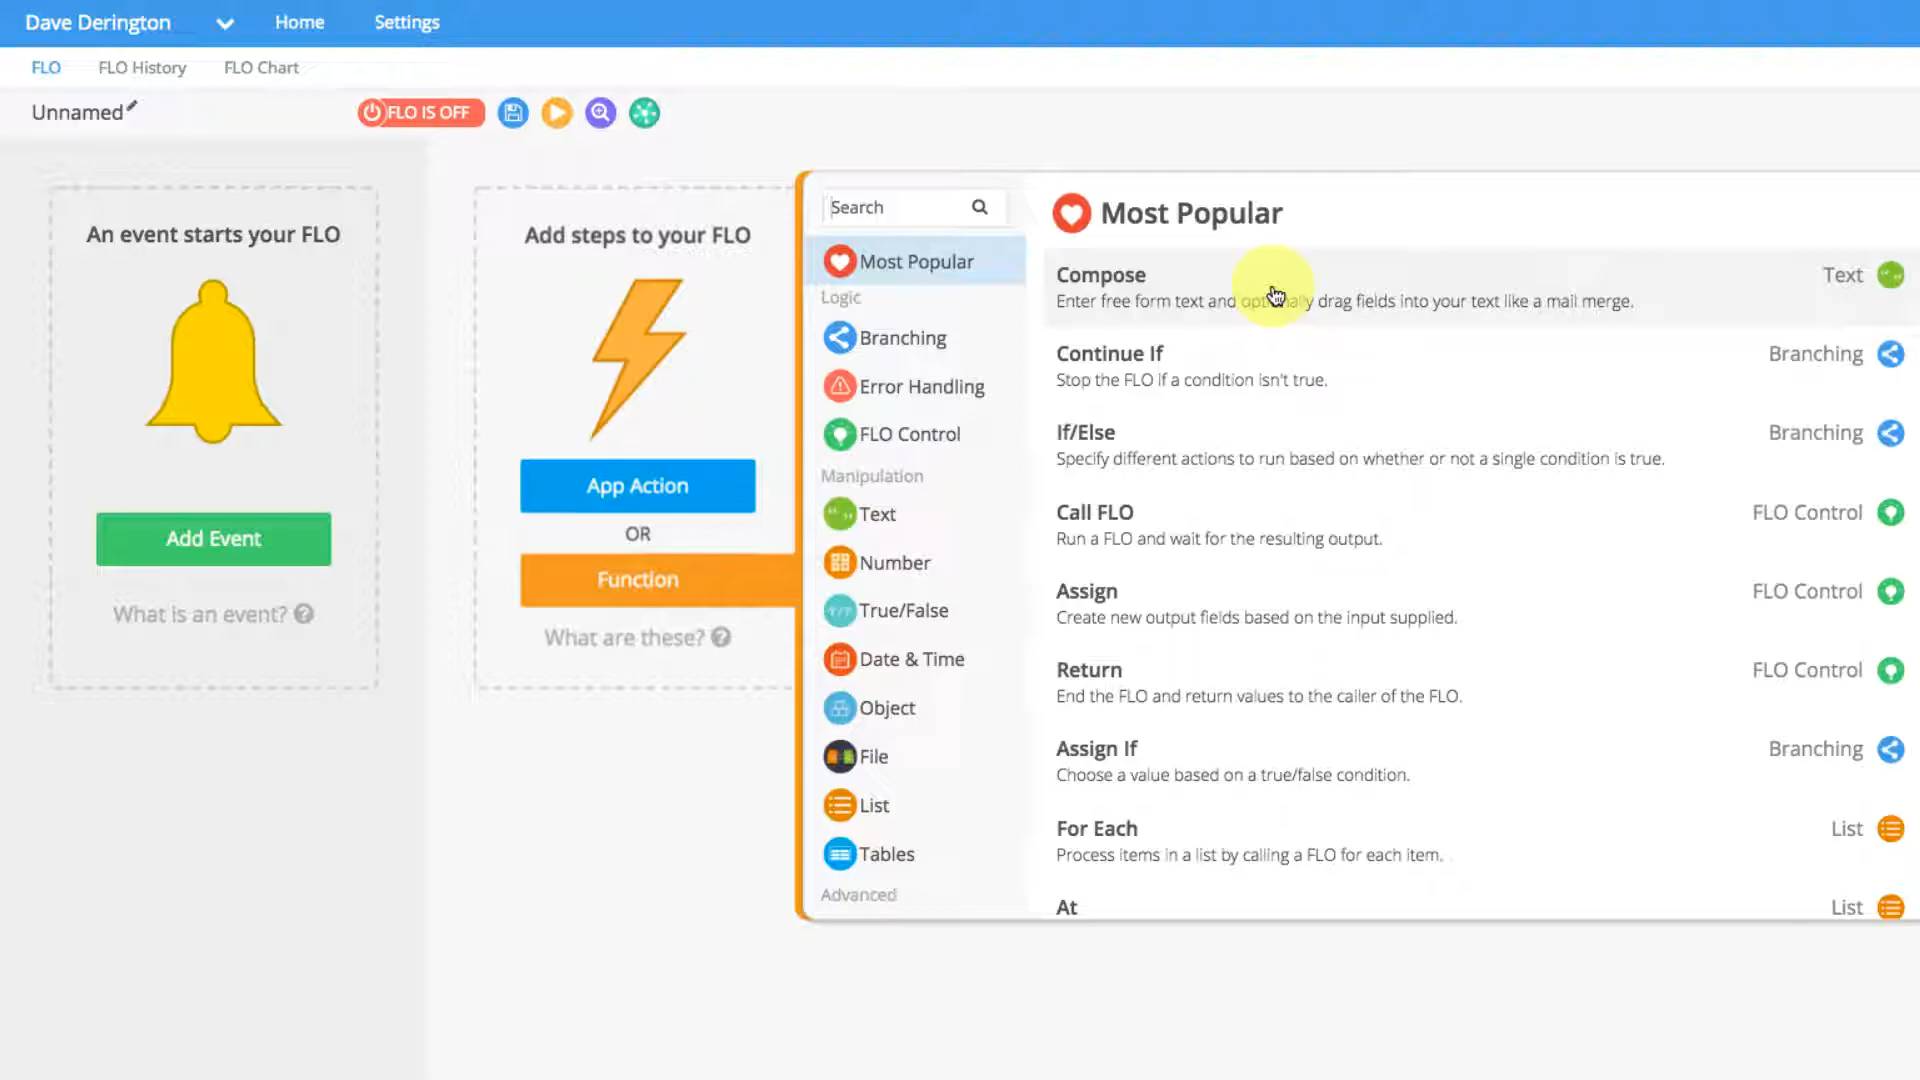 Dave Derington Home Settings
FLO FLO History FLO Chart
Unnamed FLO IS OFF
An event starts your FLO
Add Event
What is an event?
Add steps to your FLO
App Action
OR
Function
What are these?
Search
Most Popular
Logic
Branching
Error Handling
FLO Control
Manipulation
Text
Number
True/False
Date & Time
Object
File
List
Tables
Advanced
Most Popular
Compose Text
Enter free form text and optionally drag fields into your text like a mail merge.
Continue If Branching
Stop the FLO if a condition isn't true.
If/Else Branching
Specify different actions to run based on whether or not a single condition is true.
Call FLO FLO Control
Run a FLO and wait for the resulting output.
Assign FLO Control
Create new output fields based on the input supplied.
Return FLO Control
End the FLO and return values to the caller of the FLO.
Assign If Branching
Choose a value based on a true/false condition.
For Each List
Process items in a list by calling a FLO for each item.
At List